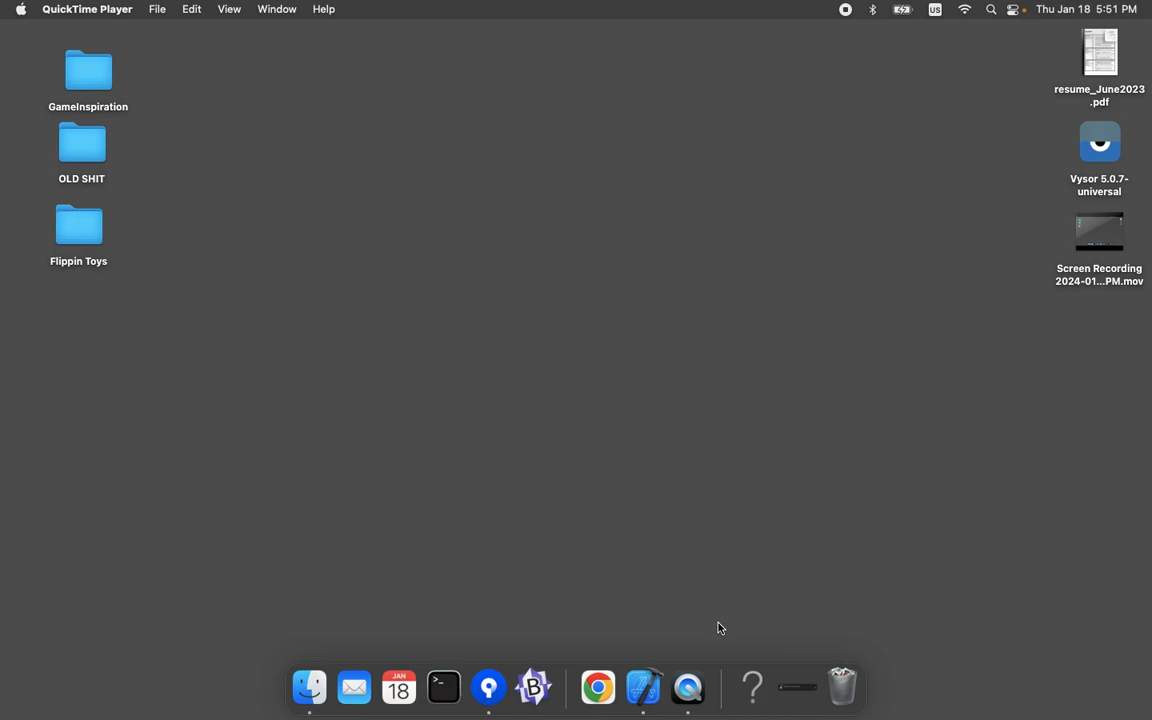 QuickTime Player File Edit View Window Help US Thu Jan 18 5:51 PM
GameInspiration
OLD SHIT
Flippin Toys
resume_June2023
.pdf
Vysor 5.0.7-
universal
Screen Recording
2024-01...PM.mov
JAN
18
>_
B
?